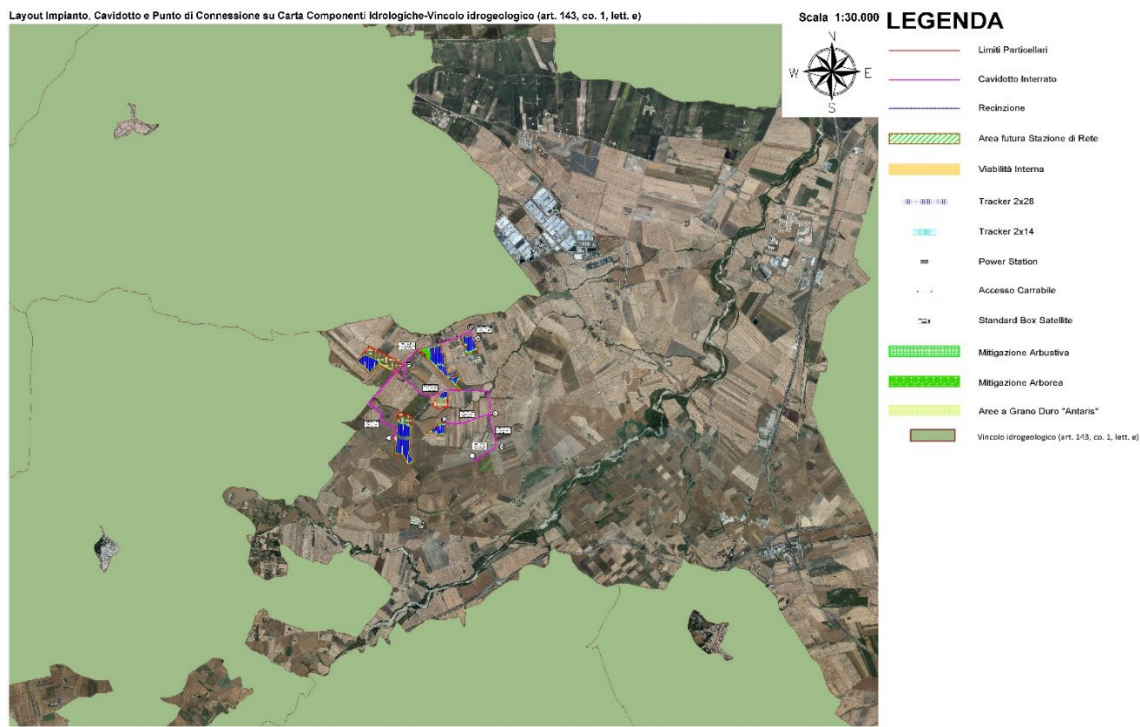 Layout Impianto, Cavidotto e Punto di Connessione su Carta Componenti Idrologiche-Vincolo idrogeologico (art. 143, co. 1, lett. e)
Scala 1:30.000
LEGENDA
N
W E
S
Limiti Particellari
Cavidotto Interrato
Recinzione
Area futura Stazione di Rete
Viabilità Interna
Tracker 2x28
Tracker 2x14
Power Station
Accesso Carrabile
Standard Box Satellite
Mitigazione Arbustiva
Mitigazione Arborea
Aree a Grano Duro "Antaris"
Vincolo idrogeologico (art. 143, co. 1, lett. e)